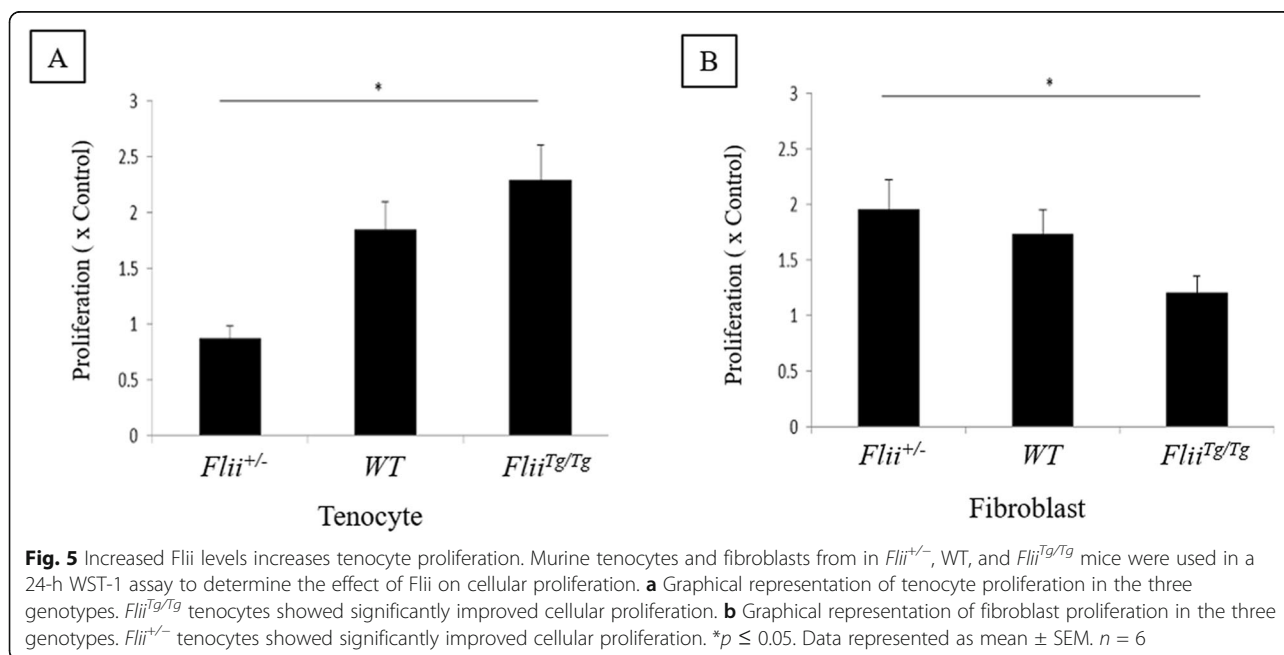 A
*
3
2.5
2
1.5
1
0.5
0
Proliferation ( x Control)
Flii+/-
WT
FliiTg/Tg
Tenocyte
B
*
3
2.5
2
1.5
1
0.5
0
Proliferation ( x Control)
Flii+/-
WT
FliiTg/Tg
Fibroblast
Fig. 5 Increased Flii levels increases tenocyte proliferation. Murine tenocytes and fibroblasts from in Flii+/−, WT, and FliiTg/Tg mice were used in a
24-h WST-1 assay to determine the effect of Flii on cellular proliferation. a Graphical representation of tenocyte proliferation in the three
genotypes. FliiTg/Tg tenocytes showed significantly improved cellular proliferation. b Graphical representation of fibroblast proliferation in the three
genotypes. Flii+/− tenocytes showed significantly improved cellular proliferation. *p ≤ 0.05. Data represented as mean ± SEM. n = 6